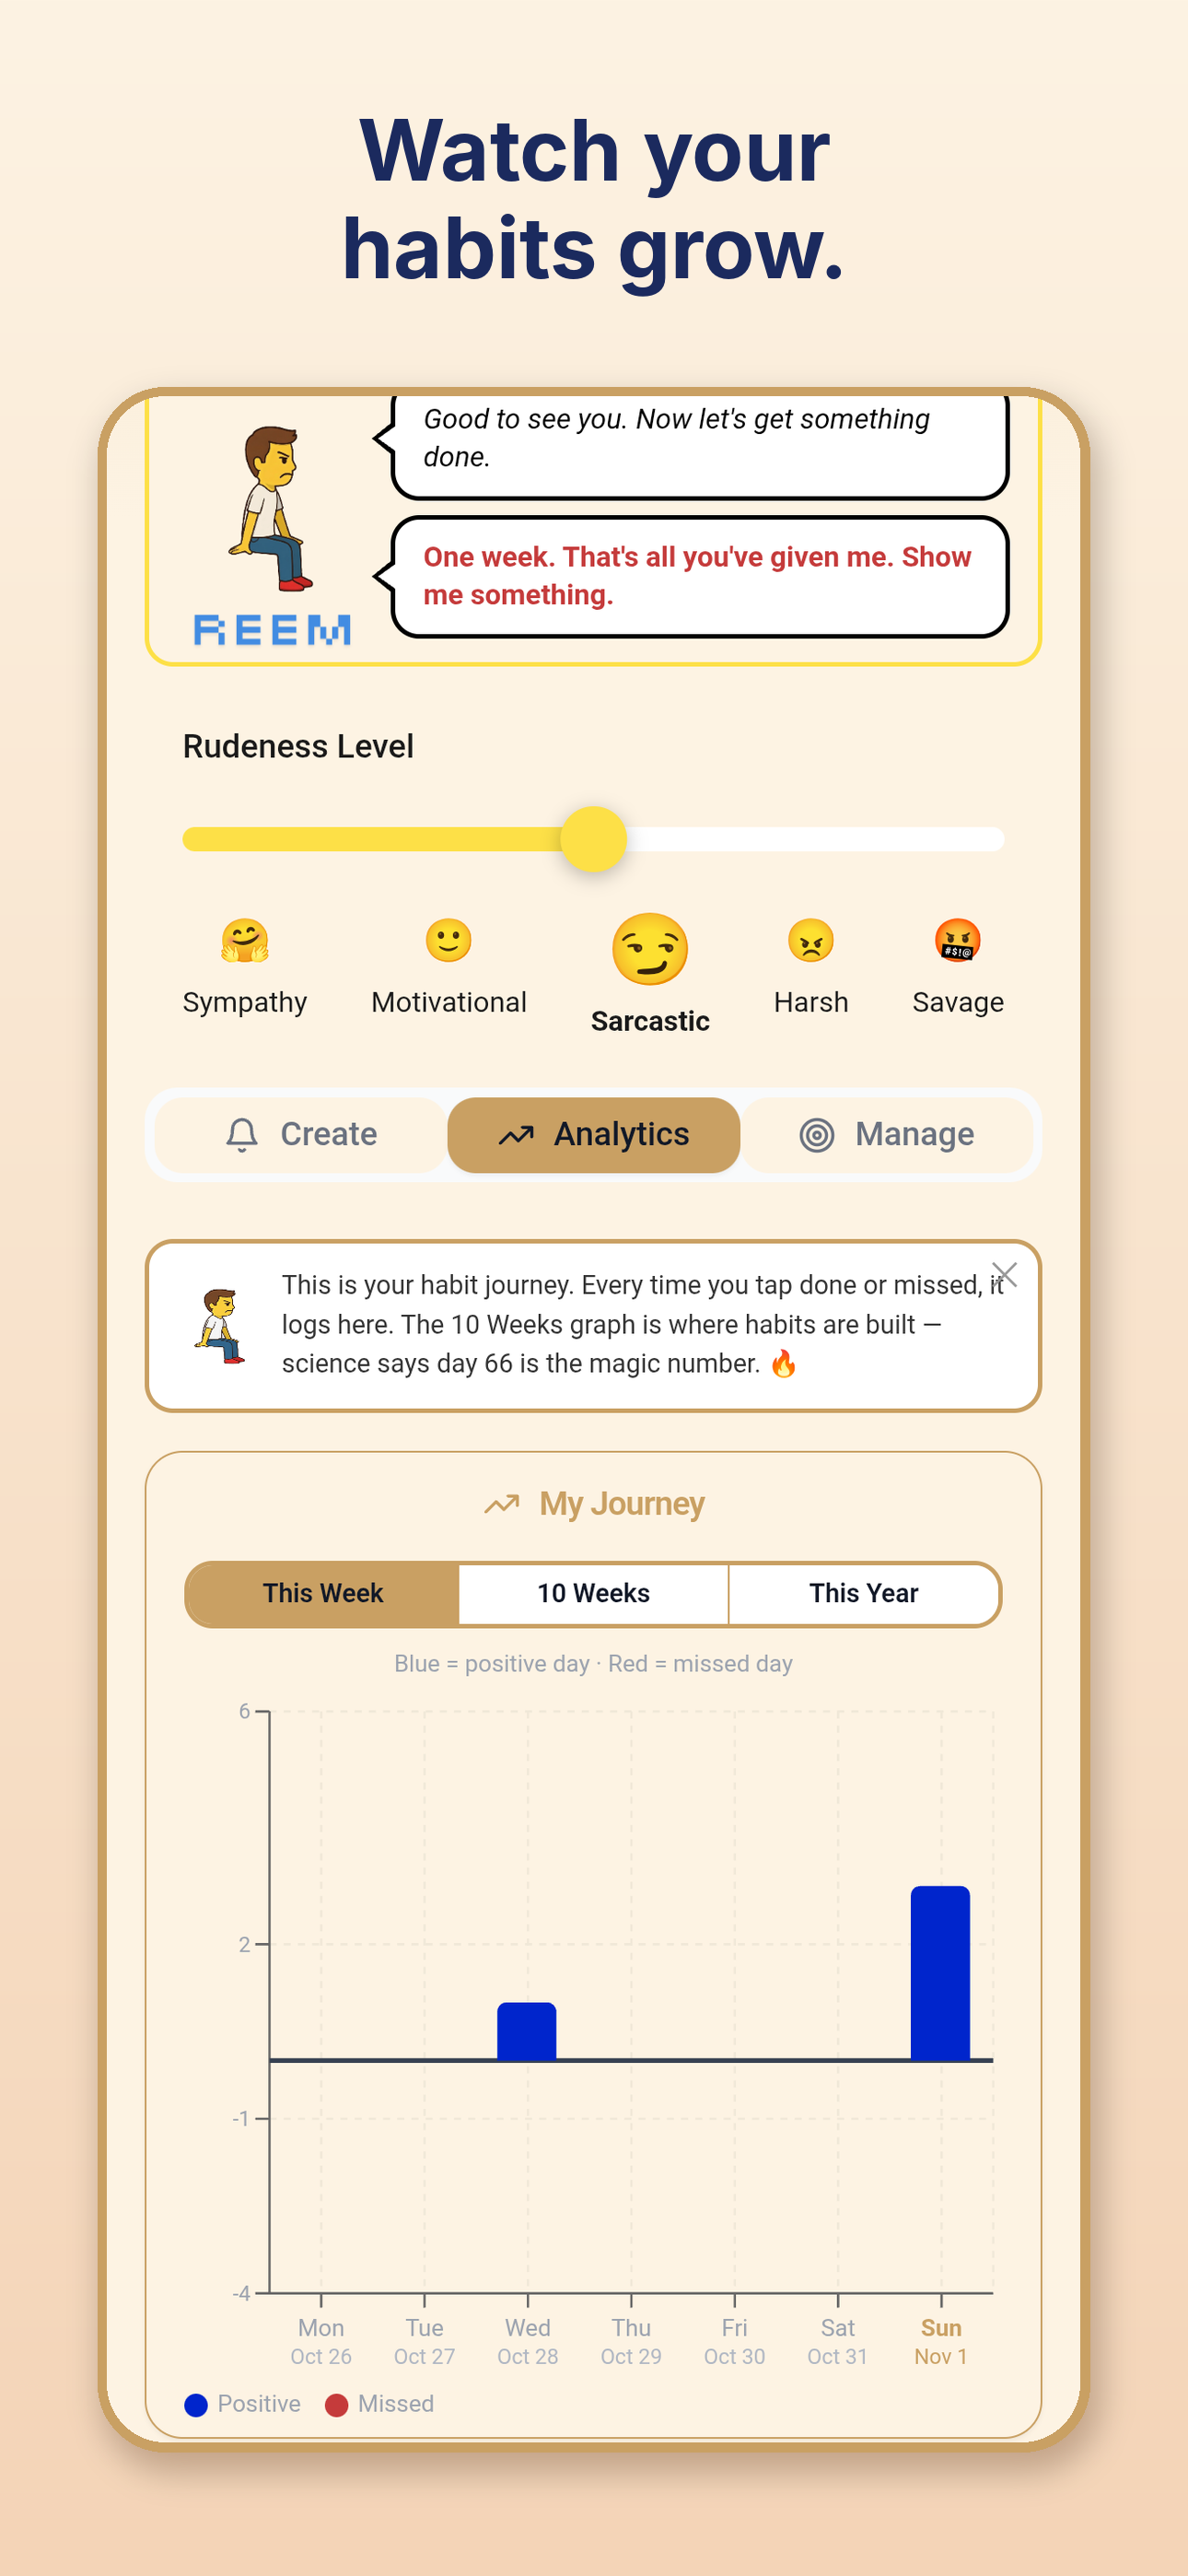 Watch your
habits grow.
Good to see you. Now let's get something
done.
One week. That's all you've given me. Show
me something.
REEM
Rudeness Level
#$!@
Sympathy Motivational Sarcastic Harsh Savage
Create Analytics Manage
This is your habit journey. Every time you tap done or missed, it
logs here. The 10 Weeks graph is where habits are built —
science says day 66 is the magic number. 🔥
My Journey
This Week 10 Weeks This Year
Blue = positive day · Red = missed day
6
2
-1
-4
Mon Tue Wed Thu Fri Sat Sun
Oct 26 Oct 27 Oct 28 Oct 29 Oct 30 Oct 31 Nov 1
Positive Missed